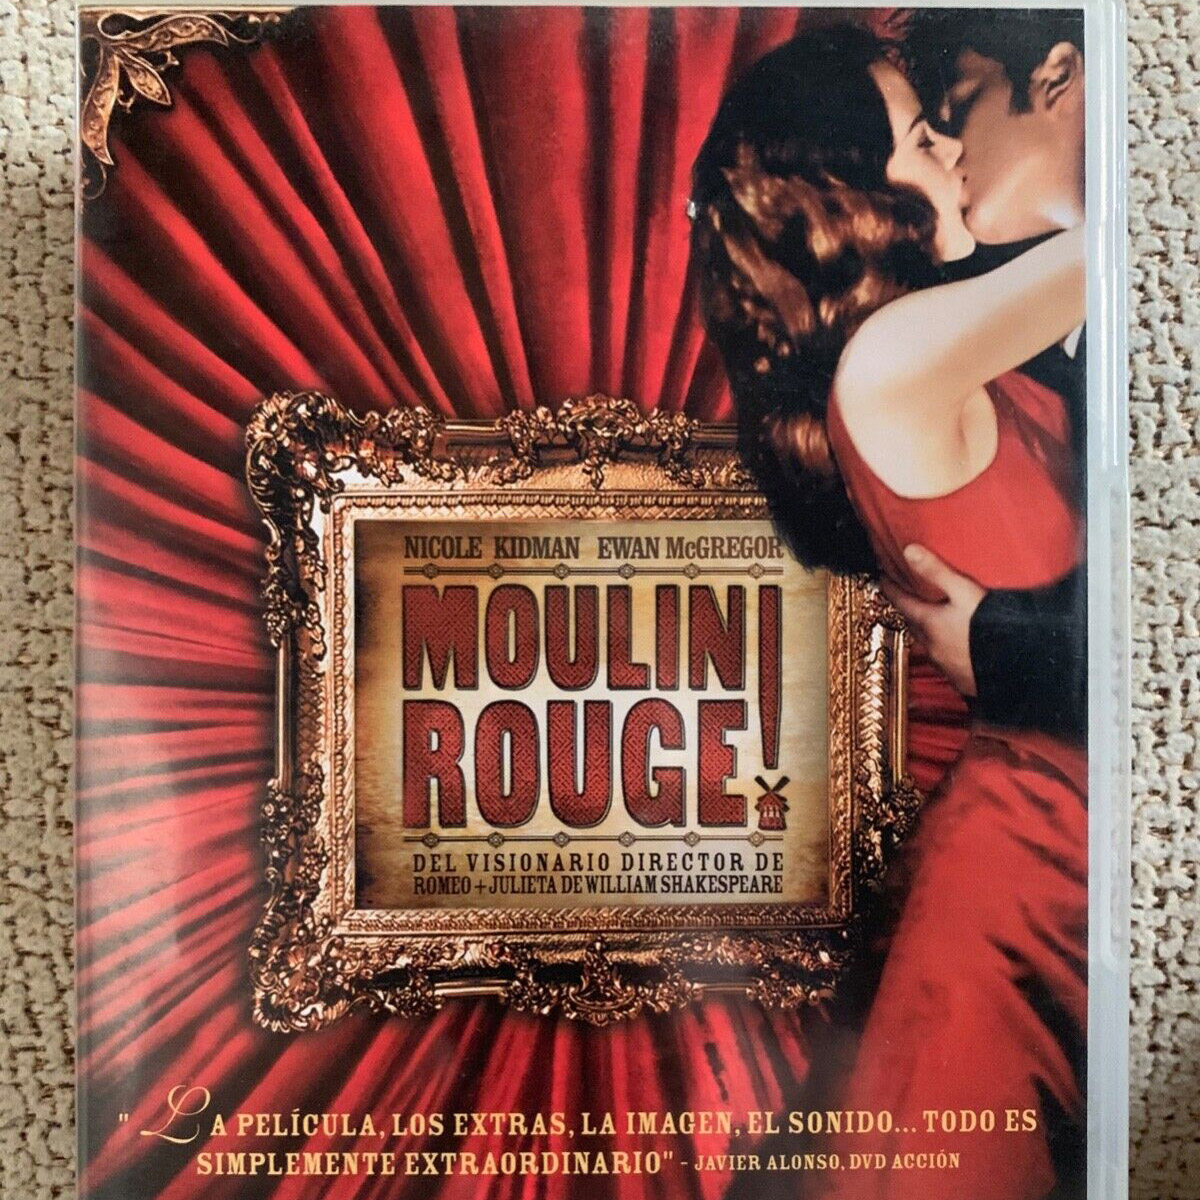 NICOLE KIDMAN EWAN McGREGOR
MOULIN
ROUGE!
DEL VISIONARIO DIRECTOR DE
ROMEO + JULIETA DE WILLIAM SHAKESPEARE
"LA PELÍCULA, LOS EXTRAS, LA IMAGEN, EL SONIDO... TODO ES
SIMPLEMENTE EXTRAORDINARIO" - JAVIER ALONSO, DVD ACCIÓN